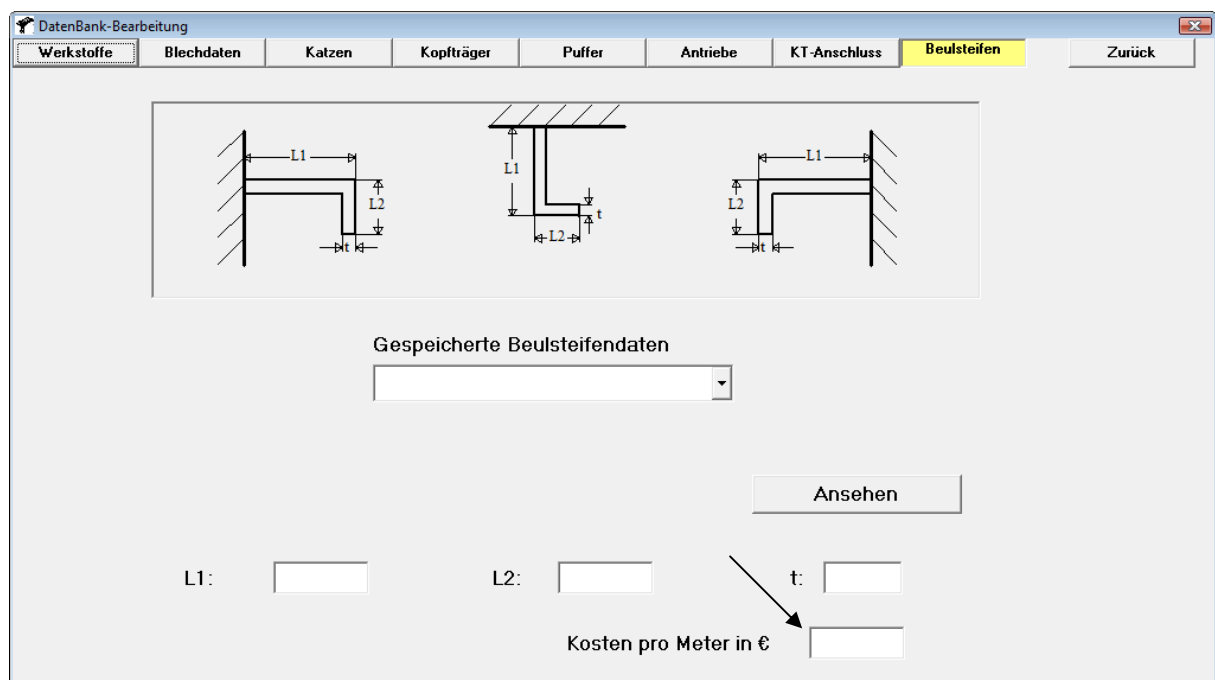 DatenBank-Bearbeitung
Werkstoffe Blechdaten Katzen Kopfträger Puffer Antriebe KT-Anschluss Beulsteifen Zurück
L1 L1 L1
L2 t L2 L2
t t
Gespeicherte Beulsteifendaten
Ansehen
L1: L2: t:
Kosten pro Meter in €